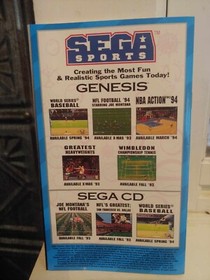 SEGA
SPORTS
Creating the Most Fun
& Realistic Sports Games Today!
GENESIS
WORLD SERIES
BASEBALL
NFL FOOTBALL '94
STARRING JOE MONTANA
NBA ACTION '94
AVAILABLE SPRING '94
AVAILABLE X-MAS '93
AVAILABLE MARCH '94
GREATEST
HEAVYWEIGHTS
WIMBLEDON
CHAMPIONSHIP TENNIS
AVAILABLE X-MAS '93
AVAILABLE FALL '93
SEGA CD
JOE MONTANA'S
NFL FOOTBALL
NFL'S GREATEST:
SAN FRANCISCO VS. DALLAS
WORLD SERIES
BASEBALL
AVAILABLE FALL '93
AVAILABLE FALL '93